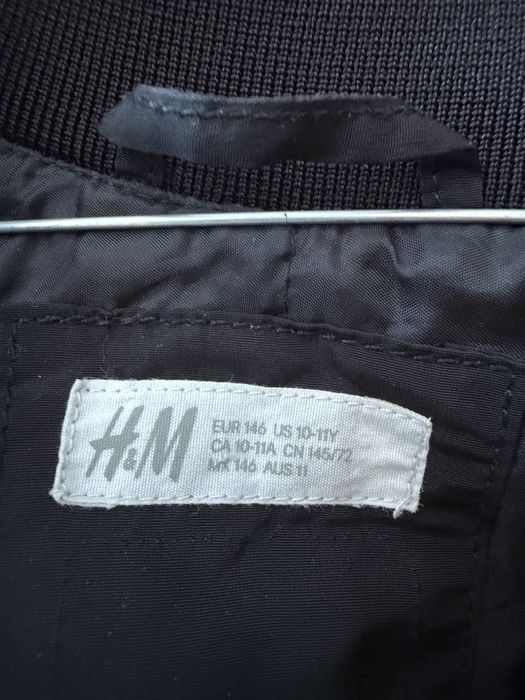 H&M
EUR 146 US 10-11Y
CA 10-11A CN 145/72
MX 146 AUS 11